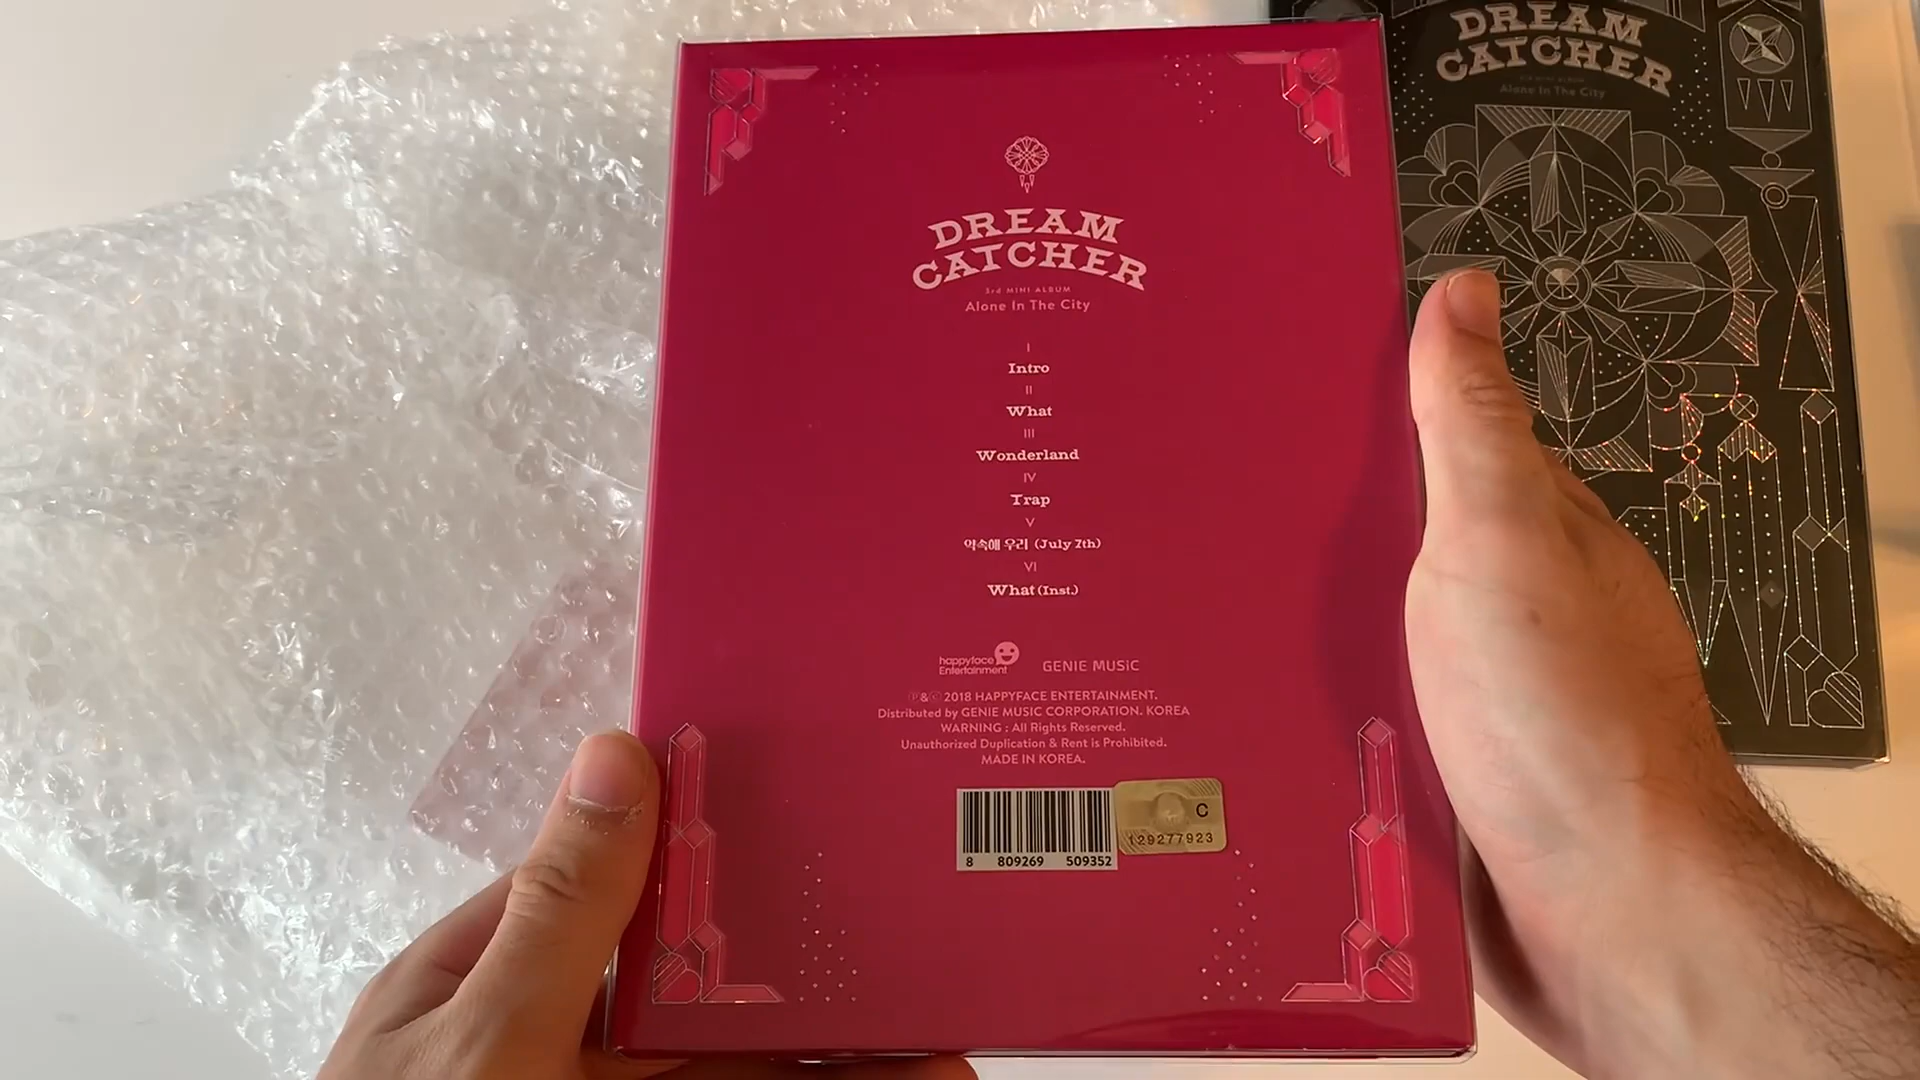 DREAM
CATCHER
3rd MINI ALBUM
Alone In The City
I
Intro
II
What
III
Wonderland
IV
Trap
V
약속해 우리 (July 7th)
VI
What (Inst.)
happyface
Entertainment
GENIE MUSiC
Ⓟ&Ⓒ 2018 HAPPYFACE ENTERTAINMENT.
Distributed by GENIE MUSIC CORPORATION. KOREA
WARNING : All Rights Reserved.
Unauthorized Duplication & Rent is Prohibited.
MADE IN KOREA.
8 809269 509352
C
129277923
DREAM
CATCHER
Alone In The City